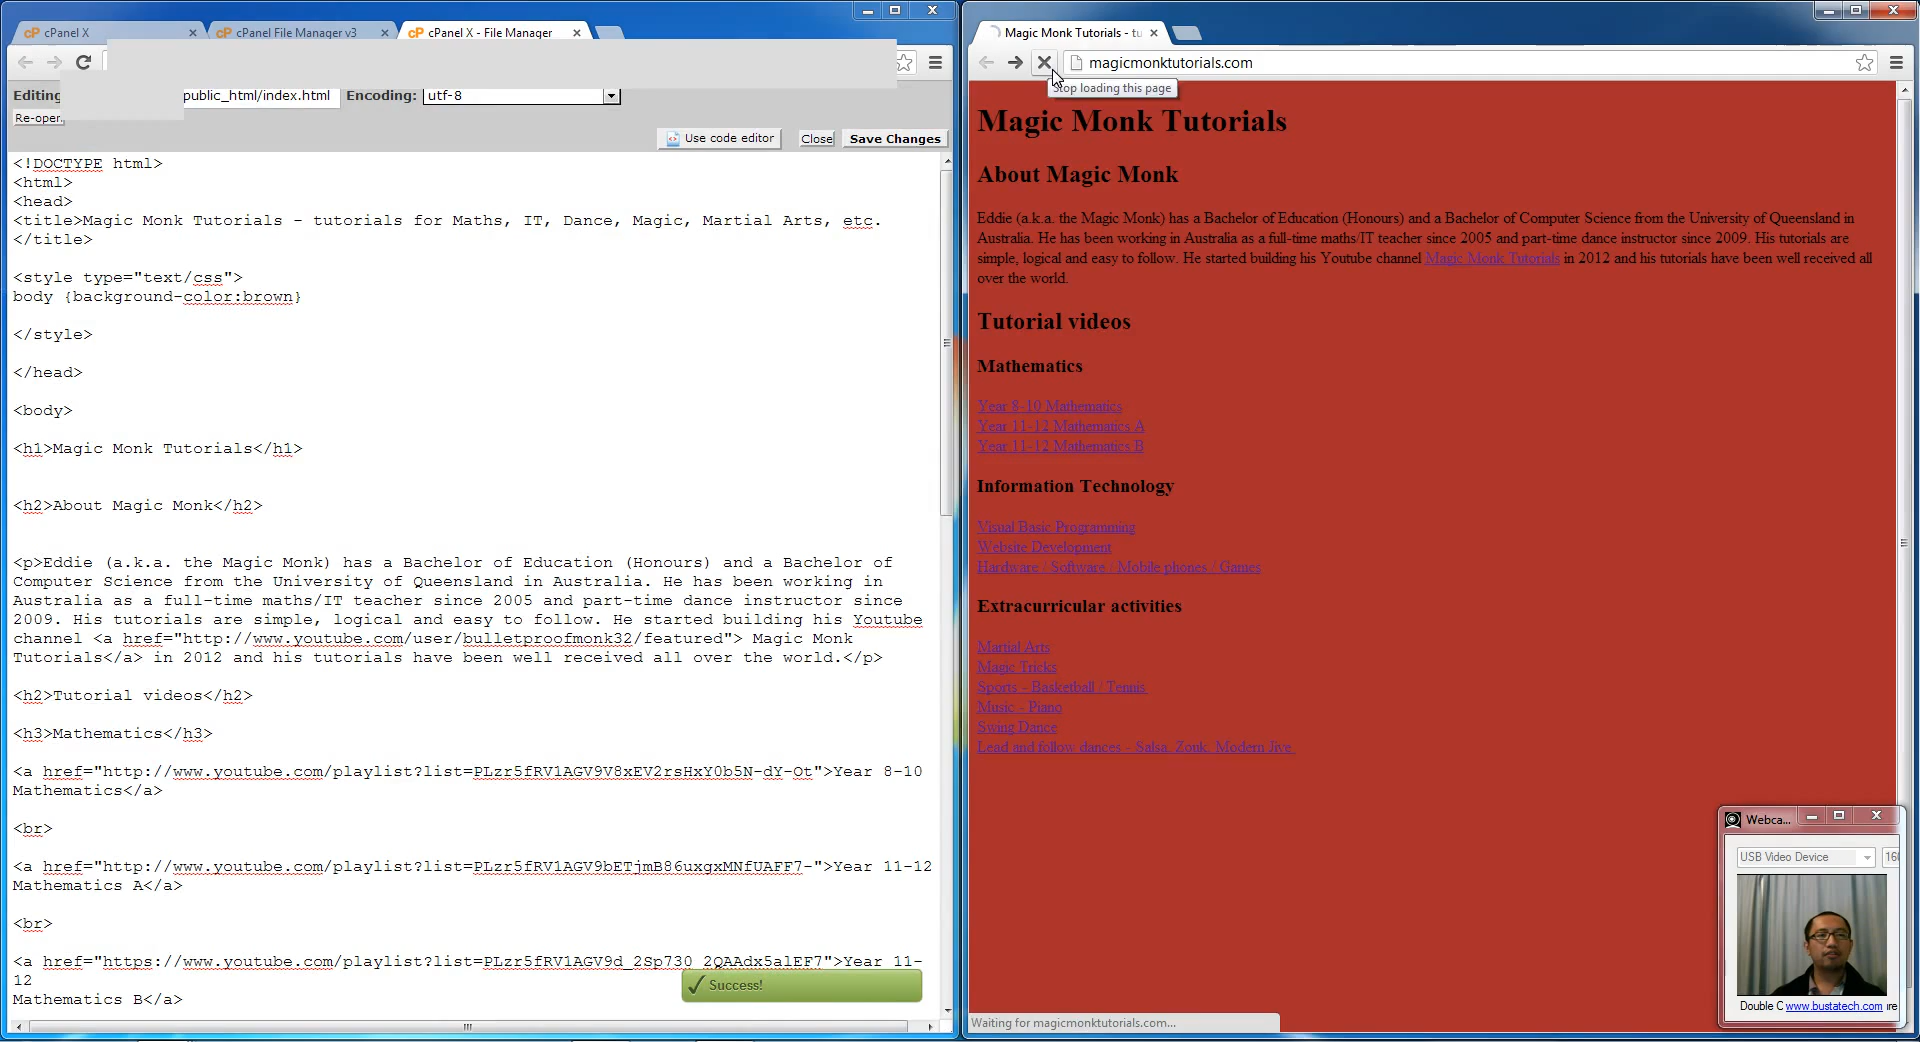 cPanel X
cPanel File Manager v3
cPanel X - File Manager
Editing
public_html/index.html
Encoding:
utf-8
Re-open
Use code editor
Close
Save Changes
<!DOCTYPE html>
<html>
<head>
<title>Magic Monk Tutorials - tutorials for Maths, IT, Dance, Magic, Martial Arts, etc.
</title>
<style type="text/css">
body {background-color:brown}
</style>
</head>
<body>
<h1>Magic Monk Tutorials</h1>
<h2>About Magic Monk</h2>
<p>Eddie (a.k.a. the Magic Monk) has a Bachelor of Education (Honours) and a Bachelor of
Computer Science from the University of Queensland in Australia. He has been working in
Australia as a full-time maths/IT teacher since 2005 and part-time dance instructor since
2009. His tutorials are simple, logical and easy to follow. He started building his Youtube
channel <a href="http://www.youtube.com/user/bulletproofmonk32/featured"> Magic Monk
Tutorials</a> in 2012 and his tutorials have been well received all over the world.</p>
<h2>Tutorial videos</h2>
<h3>Mathematics</h3>
<a href="http://www.youtube.com/playlist?list=PLzr5fRV1AGV9V8xEV2rsHxY0b5N-dY-Ot">Year 8-10
Mathematics</a>
<br>
<a href="http://www.youtube.com/playlist?list=PLzr5fRV1AGV9bETjmB86uxgxMNfUAFF7-">Year 11-12
Mathematics A</a>
<br>
<a href="https://www.youtube.com/playlist?list=PLzr5fRV1AGV9d_2Sp730_2QAAdx5alEF7">Year 11-
12
Mathematics B</a>
Success!
Magic Monk Tutorials - tu
magicmonktutorials.com
Stop loading this page
Magic Monk Tutorials
About Magic Monk
Eddie (a.k.a. the Magic Monk) has a Bachelor of Education (Honours) and a Bachelor of Computer Science from the University of Queensland in
Australia. He has been working in Australia as a full-time maths/IT teacher since 2005 and part-time dance instructor since 2009. His tutorials are
simple, logical and easy to follow. He started building his Youtube channel Magic Monk Tutorials in 2012 and his tutorials have been well received all
over the world.
Tutorial videos
Mathematics
Year 8-10 Mathematics
Year 11-12 Mathematics A
Year 11-12 Mathematics B
Information Technology
Visual Basic Programming
Website Development
Hardware / Software / Mobile phones / Games
Extracurricular activities
Martial Arts
Magic Tricks
Sports - Basketball / Tennis
Music - Piano
Swing Dance
Lead and follow dances - Salsa, Zouk, Modern Jive
Waiting for magicmonktutorials.com...
Webca...
USB Video Device
160
Double C www.bustatech.com re